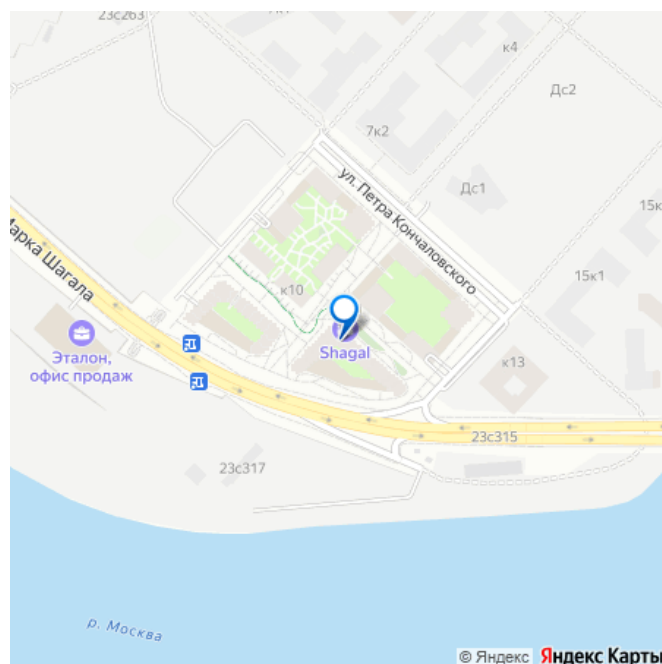 23с263
к4
Дс2
7к2
ул. Петра Кончаловского
Дс1
15к
Марка Шагала
к10
15к1
Shagal
Эталон,
офис продаж
к13
23с315
23с317
р. Москва
© Яндекс Яндекс Карты